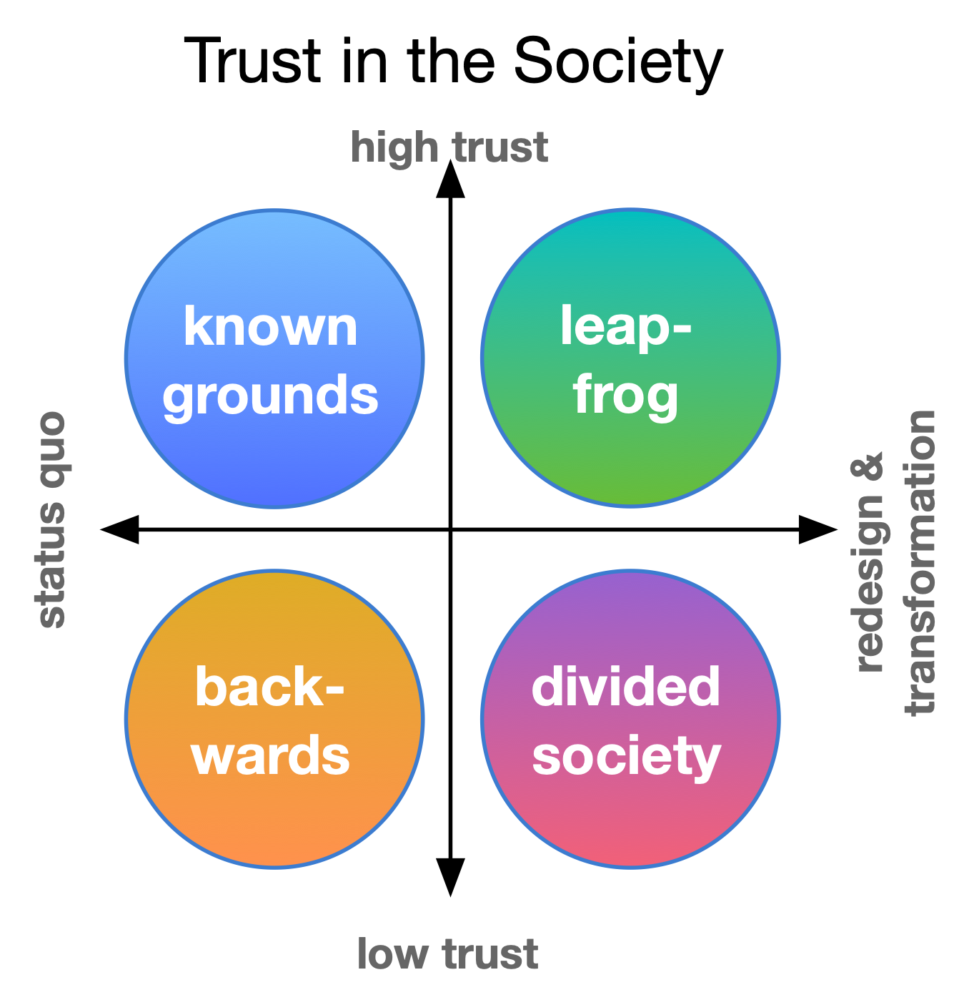 Trust in the Society
high trust
known
grounds
leap-
frog
status quo
redesign &
transformation
back-
wards
divided
society
low trust